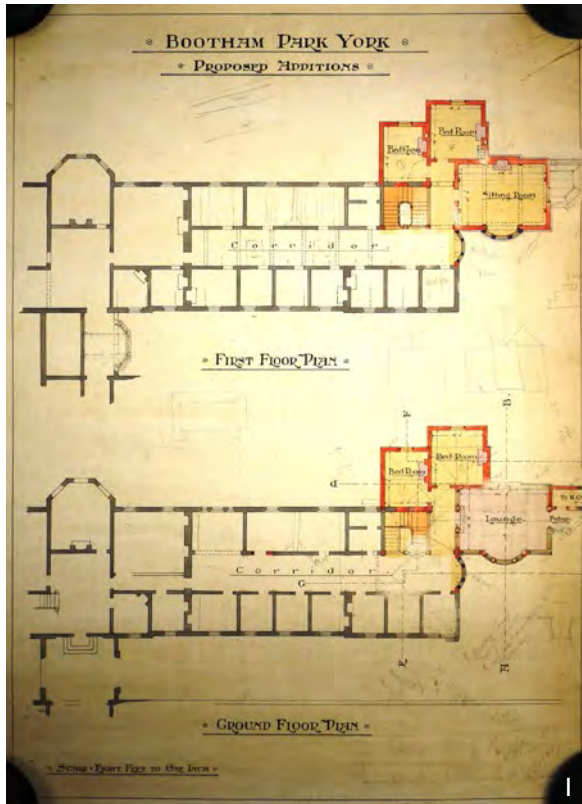 BOOTHAM PARK YORK
PROPOSED ADDITIONS
Bed Room
Bed Room
Sitting Room
Corridor.
FIRST FLOOR PLAN
F
B.
Bed Room
Bed Room
Lounge.
Corridor
G
A
GROUND FLOOR PLAN
SCALE · EIGHT FEET TO ONE INCH
1